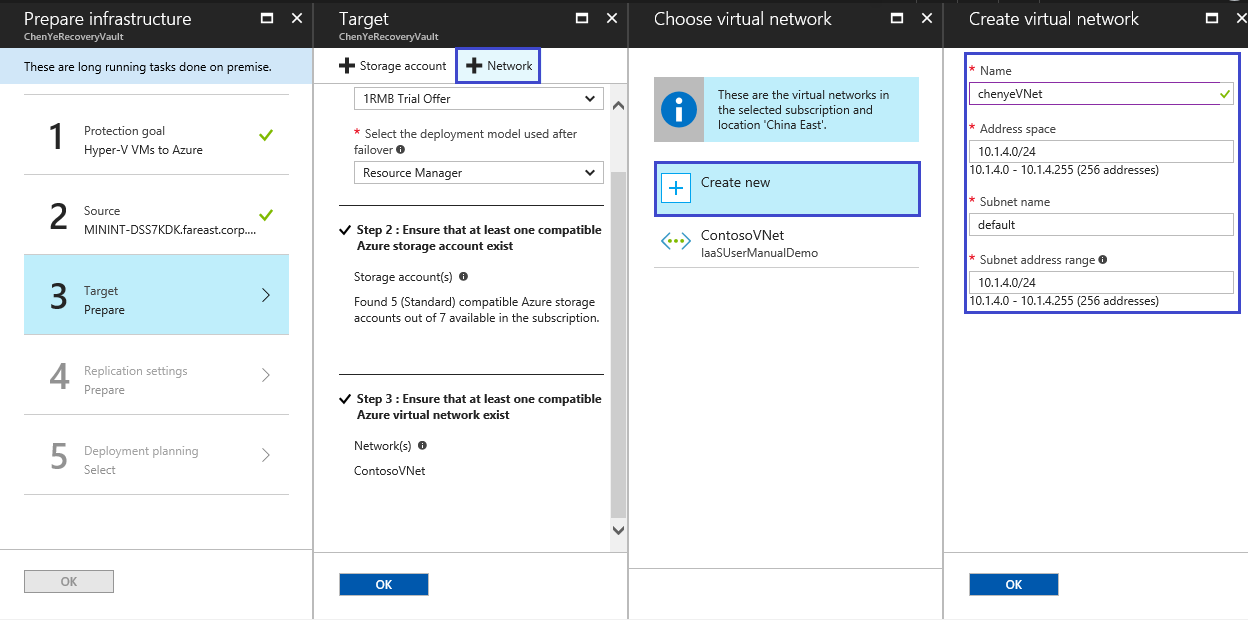 Prepare infrastructure
ChenYeRecoveryVault
These are long running tasks done on premise.
1
Protection goal
Hyper-V VMs to Azure
2
Source
MININT-DSS7KDK.fareast.corp....
3
Target
Prepare
4
Replication settings
Prepare
5
Deployment planning
Select
OK
Target
ChenYeRecoveryVault
Storage account
Network
1RMB Trial Offer
* Select the deployment model used after
failover
Resource Manager
Step 2 : Ensure that at least one compatible
Azure storage account exist
Storage account(s)
Found 5 (Standard) compatible Azure storage
accounts out of 7 available in the subscription.
Step 3 : Ensure that at least one compatible
Azure virtual network exist
Network(s)
ContosoVNet
OK
Choose virtual network
These are the virtual networks in
the selected subscription and
location 'China East'.
Create new
ContosoVNet
IaaSUserManualDemo
Create virtual network
* Name
chenyeVNet
* Address space
10.1.4.0/24
10.1.4.0 - 10.1.4.255 (256 addresses)
* Subnet name
default
* Subnet address range
10.1.4.0/24
10.1.4.0 - 10.1.4.255 (256 addresses)
OK